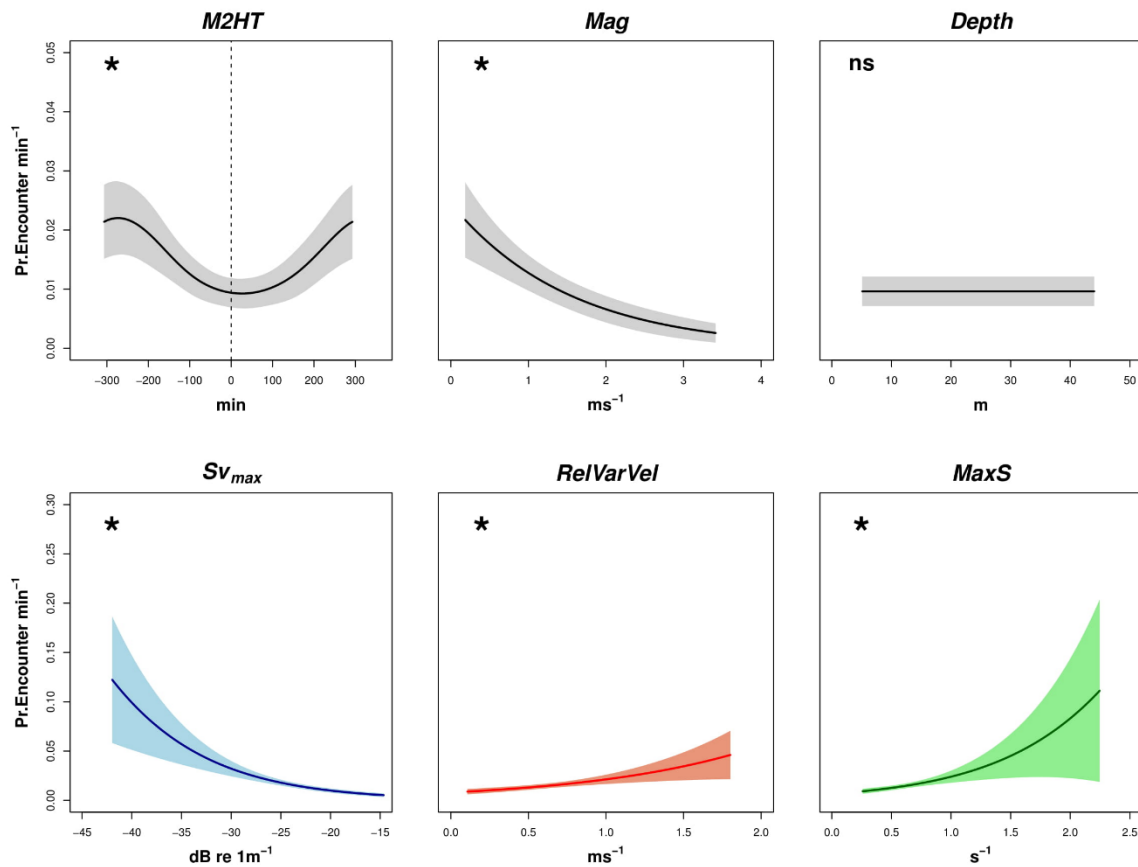 M2HT
Mag
Depth
*
*
ns
Pr.Encounter min⁻¹
0.00 0.01 0.02 0.03 0.04 0.05
−300 −200 −100 0 100 200 300
0 1 2 3 4
0 10 20 30 40 50
min
ms⁻¹
m
Sv_max
RelVarVel
MaxS
*
*
*
Pr.Encounter min⁻¹
0.00 0.05 0.10 0.15 0.20 0.25 0.30
−45 −40 −35 −30 −25 −20 −15
0.0 0.5 1.0 1.5 2.0
0.0 0.5 1.0 1.5 2.0 2.5
dB re 1m⁻¹
ms⁻¹
s⁻¹